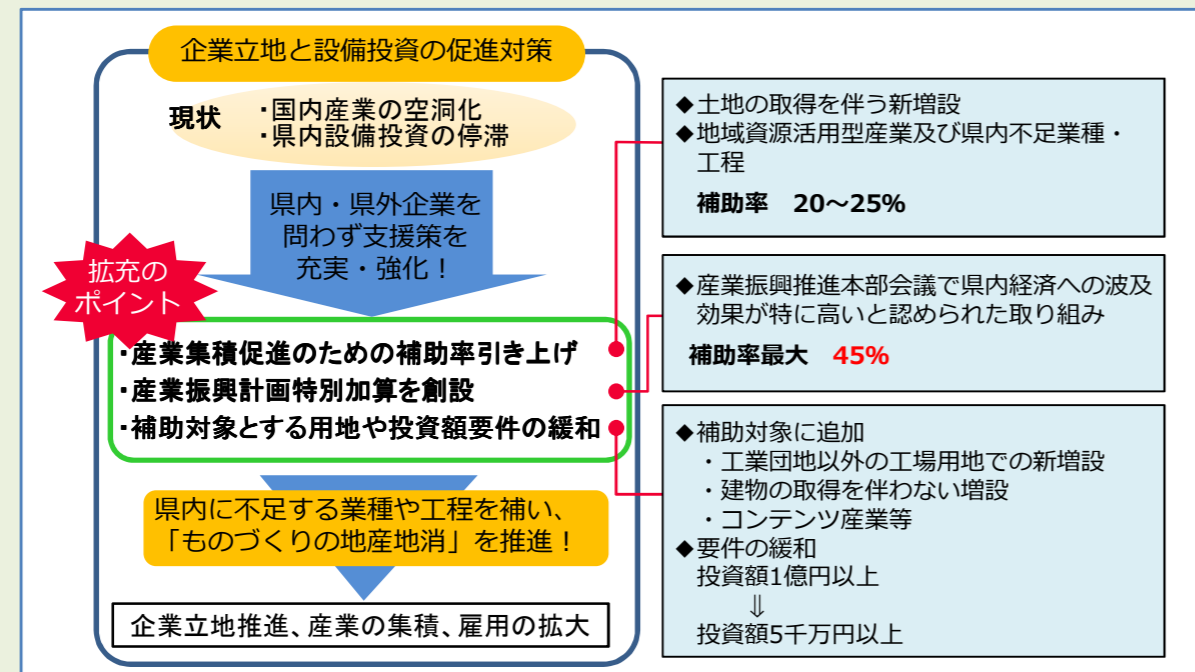 企業立地と設備投資の促進対策
現状
・国内産業の空洞化
・県内設備投資の停滞
県内・県外企業を
問わず支援策を
充実・強化！
拡充の
ポイント
・産業集積促進のための補助率引き上げ
・産業振興計画特別加算を創設
・補助対象とする用地や投資額要件の緩和
県内に不足する業種や工程を補い、
「ものづくりの地産地消」を推進！
企業立地推進、産業の集積、雇用の拡大
◆土地の取得を伴う新増設
◆地域資源活用型産業及び県内不足業種・
工程
補助率　20～25%
◆産業振興推進本部会議で県内経済への波及
効果が特に高いと認められた取り組み
補助率最大　45%
◆補助対象に追加
・工業団地以外の工場用地での新増設
・建物の取得を伴わない増設
・コンテンツ産業等
◆要件の緩和
投資額1億円以上
⇓
投資額5千万円以上